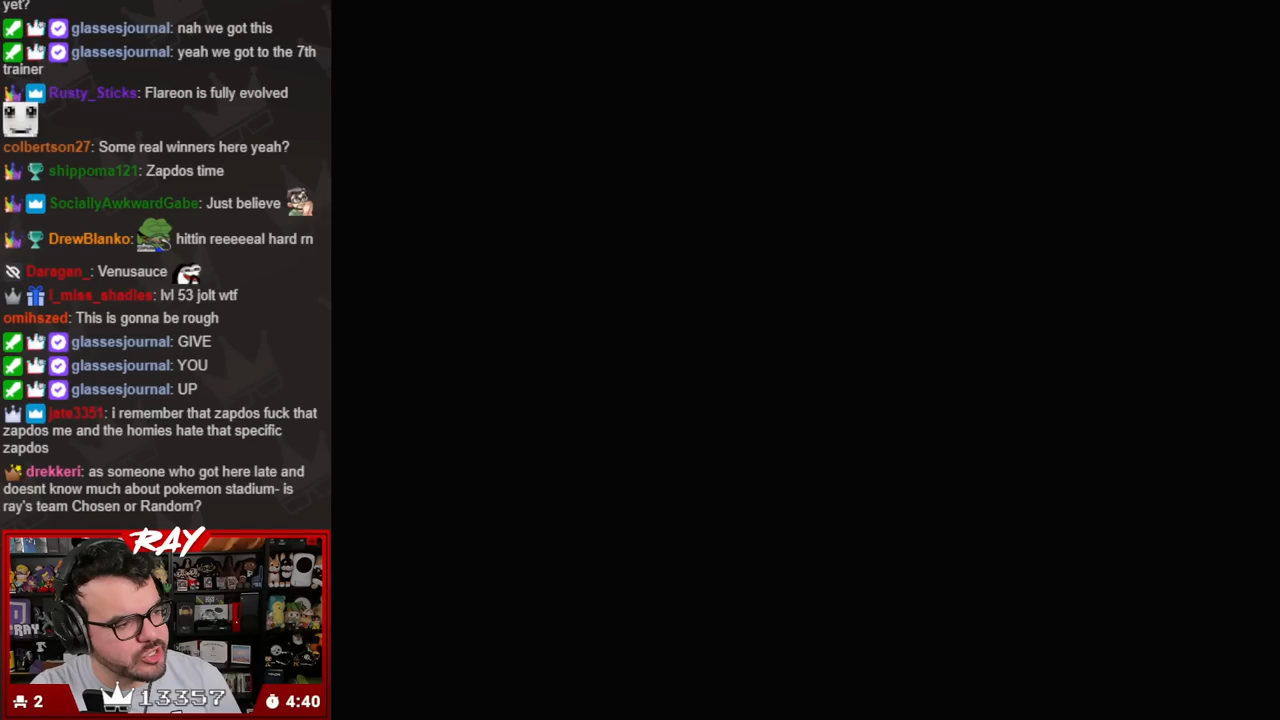 yet?
glassesjournal: nah we got this
glassesjournal: yeah we got to the 7th
trainer
Rusty_Sticks: Flareon is fully evolved
colbertson27: Some real winners here yeah?
shippoma121: Zapdos time
SociallyAwkwardGabe: Just believe
DrewBlanko: hittin reeeeeal hard rn
Daragan_: Venusauce
i_miss_shadles: lvl 53 jolt wtf
omihszed: This is gonna be rough
glassesjournal: GIVE
glassesjournal: YOU
glassesjournal: UP
jate3351: i remember that zapdos fuck that
zapdos me and the homies hate that specific
zapdos
drekkeri: as someone who got here late and
doesnt know much about pokemon stadium- is
ray's team Chosen or Random?
RAY
RAY
2
13357
4:40